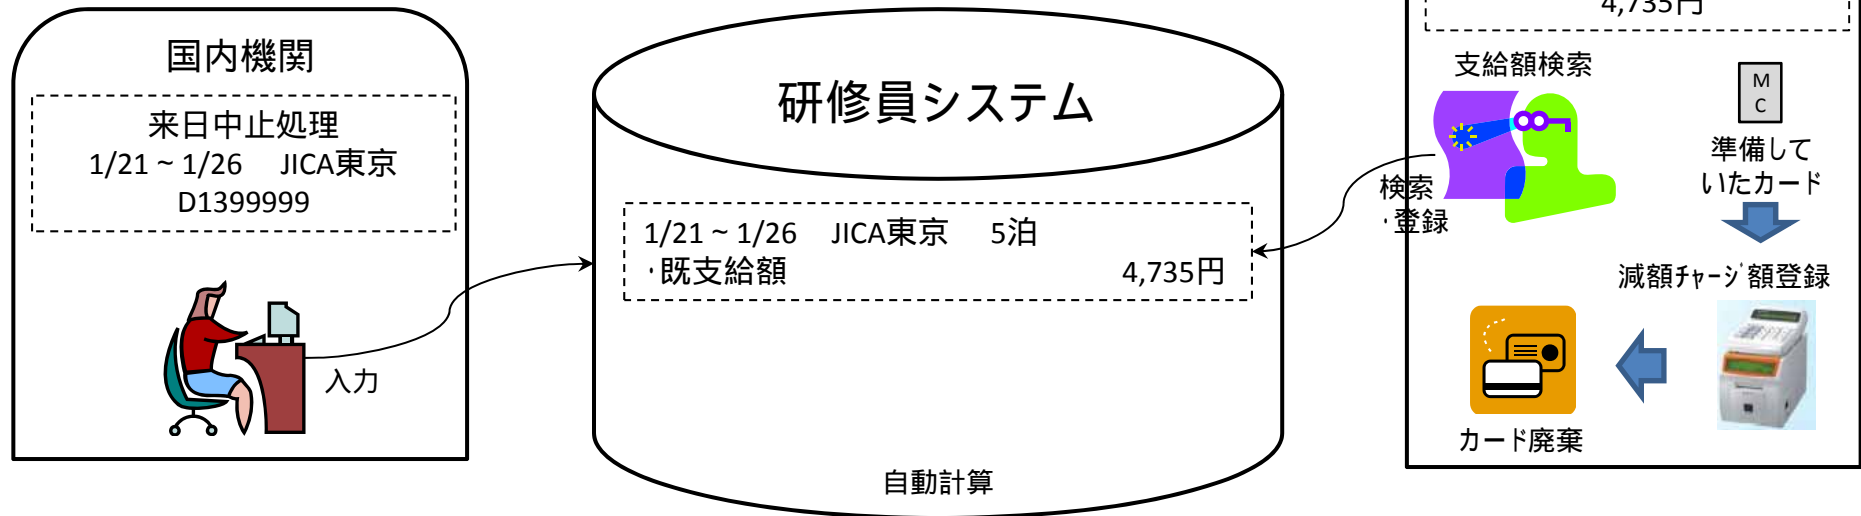 国内機関
来日中止処理
1/21 ~ 1/26 JICA東京
D1399999
入力
研修員システム
1/21 ~ 1/26 JICA東京 5泊
・既支給額 4,735円
自動計算
4,735円
支給額検索
M
C
準備して
いたカード
検索
・登録
減額ﾁｬｰｼﾞ額登録
カード廃棄